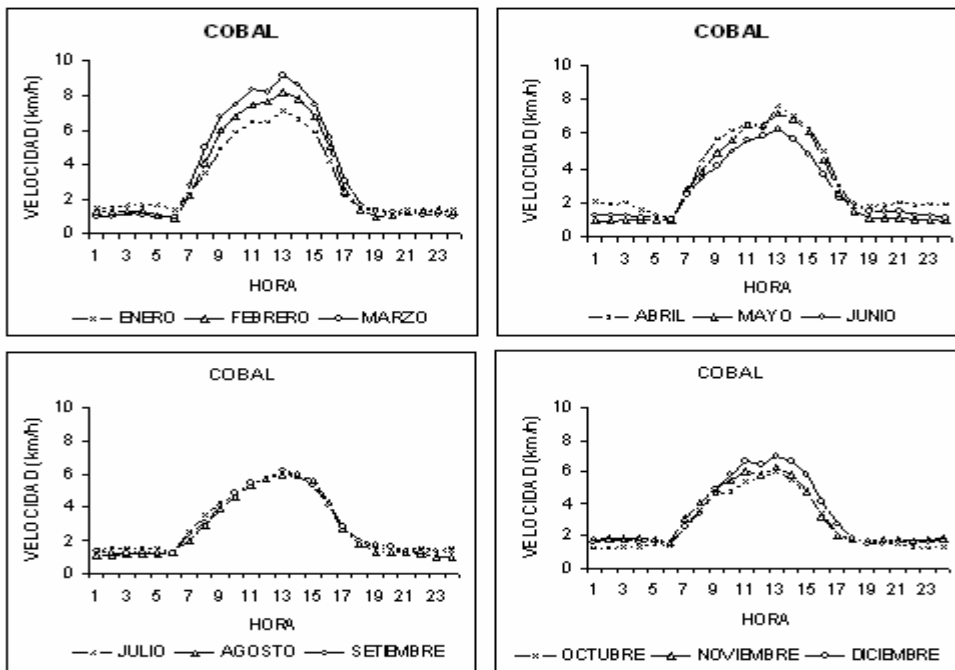 COBAL
VELOCIDAD (km/h)
10
8
6
4
2
0
1 3 5 7 9 11 13 15 17 19 21 23
HORA
ENERO FEBRERO MARZO
COBAL
VELOCIDAD (km/h)
10
8
6
4
2
0
1 3 5 7 9 11 13 15 17 19 21 23
HORA
ABRIL MAYO JUNIO
COBAL
VELOCIDAD (km/h)
10
8
6
4
2
0
1 3 5 7 9 11 13 15 17 19 21 23
HORA
JULIO AGOSTO SETIEMBRE
COBAL
VELOCIDAD (km/h)
10
8
6
4
2
0
1 3 5 7 9 11 13 15 17 19 21 23
HORA
OCTUBRE NOVIEMBRE DICIEMBRE